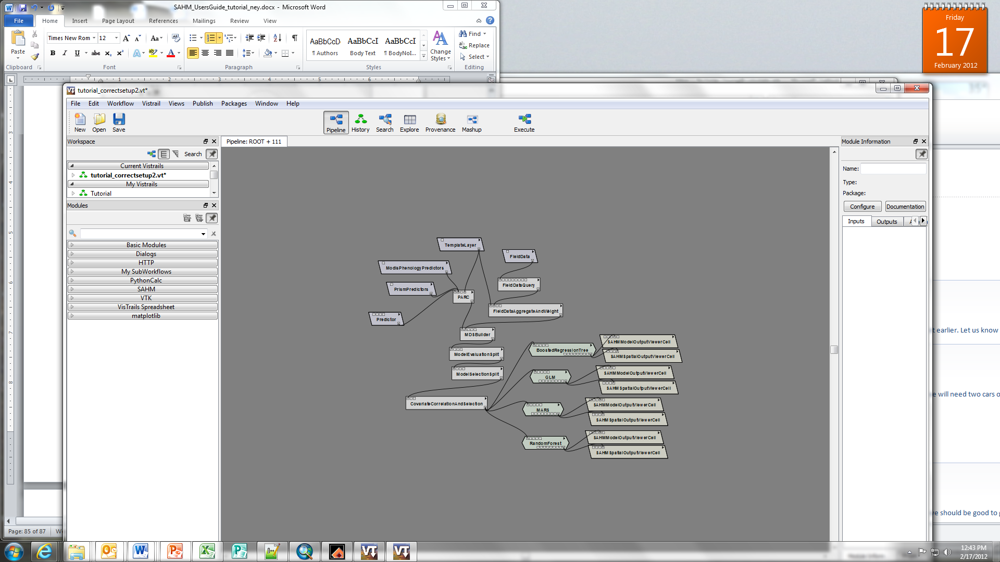 SAHM_UsersGuide_tutorial_ney.docx - Microsoft Word
File Home Insert Page Layout References Mailings Review View
Paste
Times New Rom 12
AaBbCcD AaBbCcI AaBbCcI
¶ Authors Body Text ¶ BodyNoI...
Change Styles
Find
Replace
Select
Clipboard Font Paragraph Styles Editing
Friday
17
February 2012
tutorial_correctsetup2.vt*
File Edit Workflow Vistrail Views Publish Packages Window Help
New Open Save Pipeline History Search Explore Provenance Mashup Execute
Workspace
Search
Current Vistrails
tutorial_correctsetup2.vt*
My Vistrails
Tutorial
Modules
Basic Modules
Dialogs
HTTP
My SubWorkflows
PythonCalc
SAHM
VTK
VisTrails Spreadsheet
matplotlib
Pipeline: ROOT + 111
TemplateLayer
FieldData
ModisPhenologyPredictors
PrismPredictors
FieldDataQuery
PARC
FieldDataAggregateAndWeight
Predictor
MDSBuilder
ModelEvaluationSplit
ModelSelectionSplit
CovariateCorrelationAndSelection
BoostedRegressionTree
SAHMModelOutputViewerCell
SAHMSpatialOutputViewerCell
GLM
SAHMModelOutputViewerCell
SAHMSpatialOutputViewerCell
MARS
SAHMModelOutputViewerCell
SAHMSpatialOutputViewerCell
RandomForest
SAHMModelOutputViewerCell
SAHMSpatialOutputViewerCell
Module Information
Name:
Type:
Package:
Configure Documentation
Inputs Outputs
t earlier. Let us know
e will need two cars o
ve should be good to g
Page: 85 of 87
12:43 PM
2/17/2012